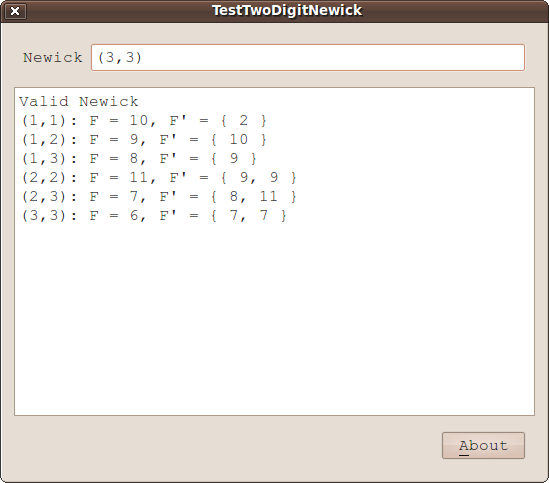 TestTwoDigitNewick
Newick (3,3)
Valid Newick
(1,1): F = 10, F' = { 2 }
(1,2): F = 9, F' = { 10 }
(1,3): F = 8, F' = { 9 }
(2,2): F = 11, F' = { 9, 9 }
(2,3): F = 7, F' = { 8, 11 }
(3,3): F = 6, F' = { 7, 7 }
About